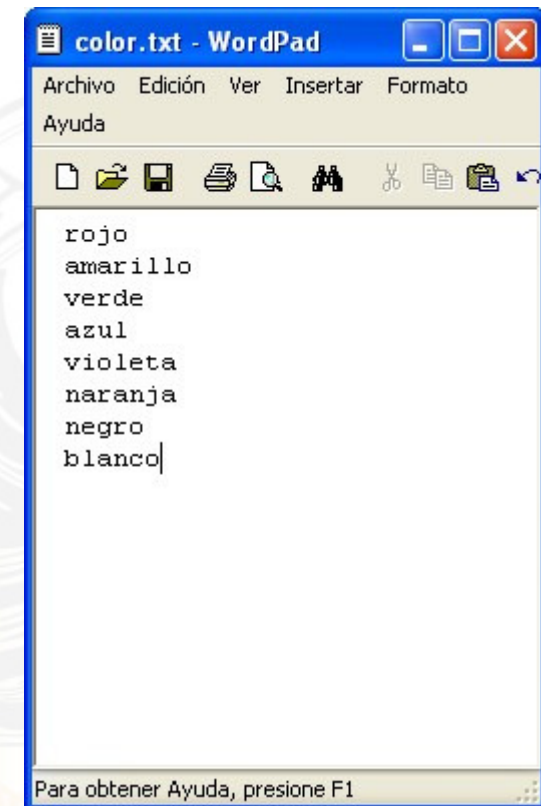 color.txt - WordPad
Archivo Edición Ver Insertar Formato
Ayuda
rojo
amarillo
verde
azul
violeta
naranja
negro
blanco
Para obtener Ayuda, presione F1